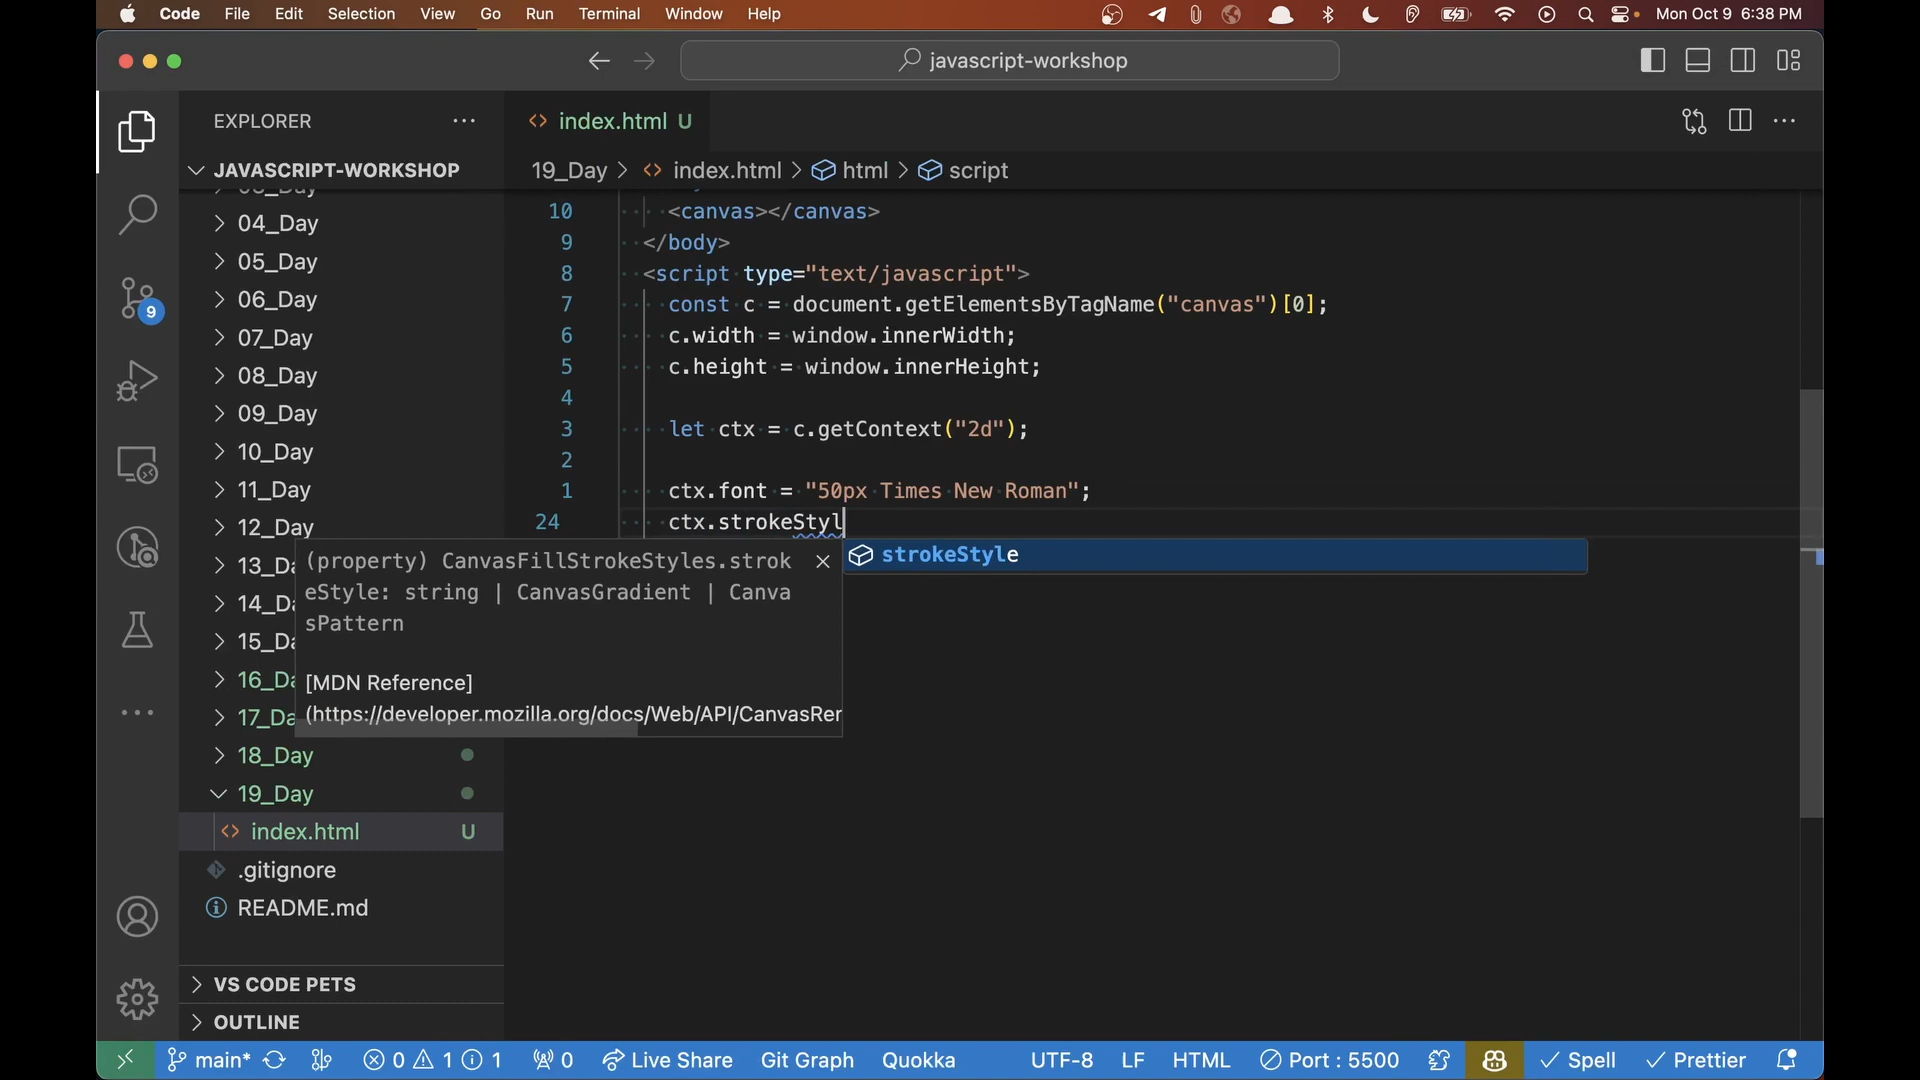 Code File Edit Selection View Go Run Terminal Window Help Mon Oct 9 6:38 PM
javascript-workshop
EXPLORER
index.html U
JAVASCRIPT-WORKSHOP
19_Day > index.html > html > script
04_Day
05_Day
06_Day
07_Day
08_Day
09_Day
10_Day
11_Day
12_Day
13_Da
14_Da
15_Da
16_Da
17_Da
18_Day
19_Day
index.html U
.gitignore
README.md
VS CODE PETS
OUTLINE
9
10 <canvas></canvas>
9 </body>
8 <script type="text/javascript">
7 const c = document.getElementsByTagName("canvas")[0];
6 c.width = window.innerWidth;
5 c.height = window.innerHeight;
4
3 let ctx = c.getContext("2d");
2
1 ctx.font = "50px Times New Roman";
24 ctx.strokeStyl
strokeStyle
(property) CanvasFillStrokeStyles.strok
eStyle: string | CanvasGradient | Canva
sPattern
[MDN Reference]
(https://developer.mozilla.org/docs/Web/API/CanvasRer
main* 0 1 1 0 Live Share Git Graph Quokka UTF-8 LF HTML Port : 5500 Spell Prettier